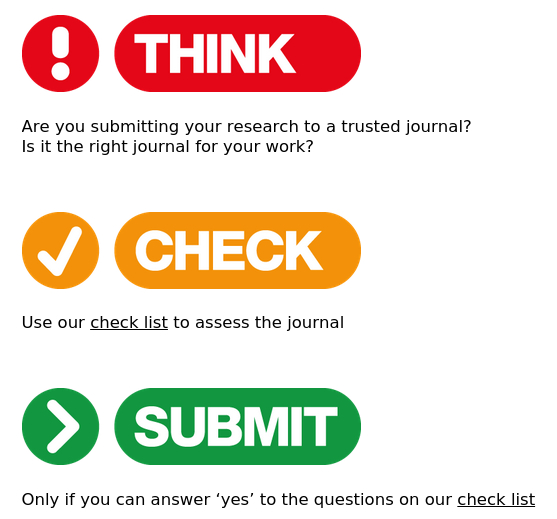 THINK
Are you submitting your research to a trusted journal?
Is it the right journal for your work?
CHECK
Use our check list to assess the journal
SUBMIT
Only if you can answer ‘yes’ to the questions on our check list